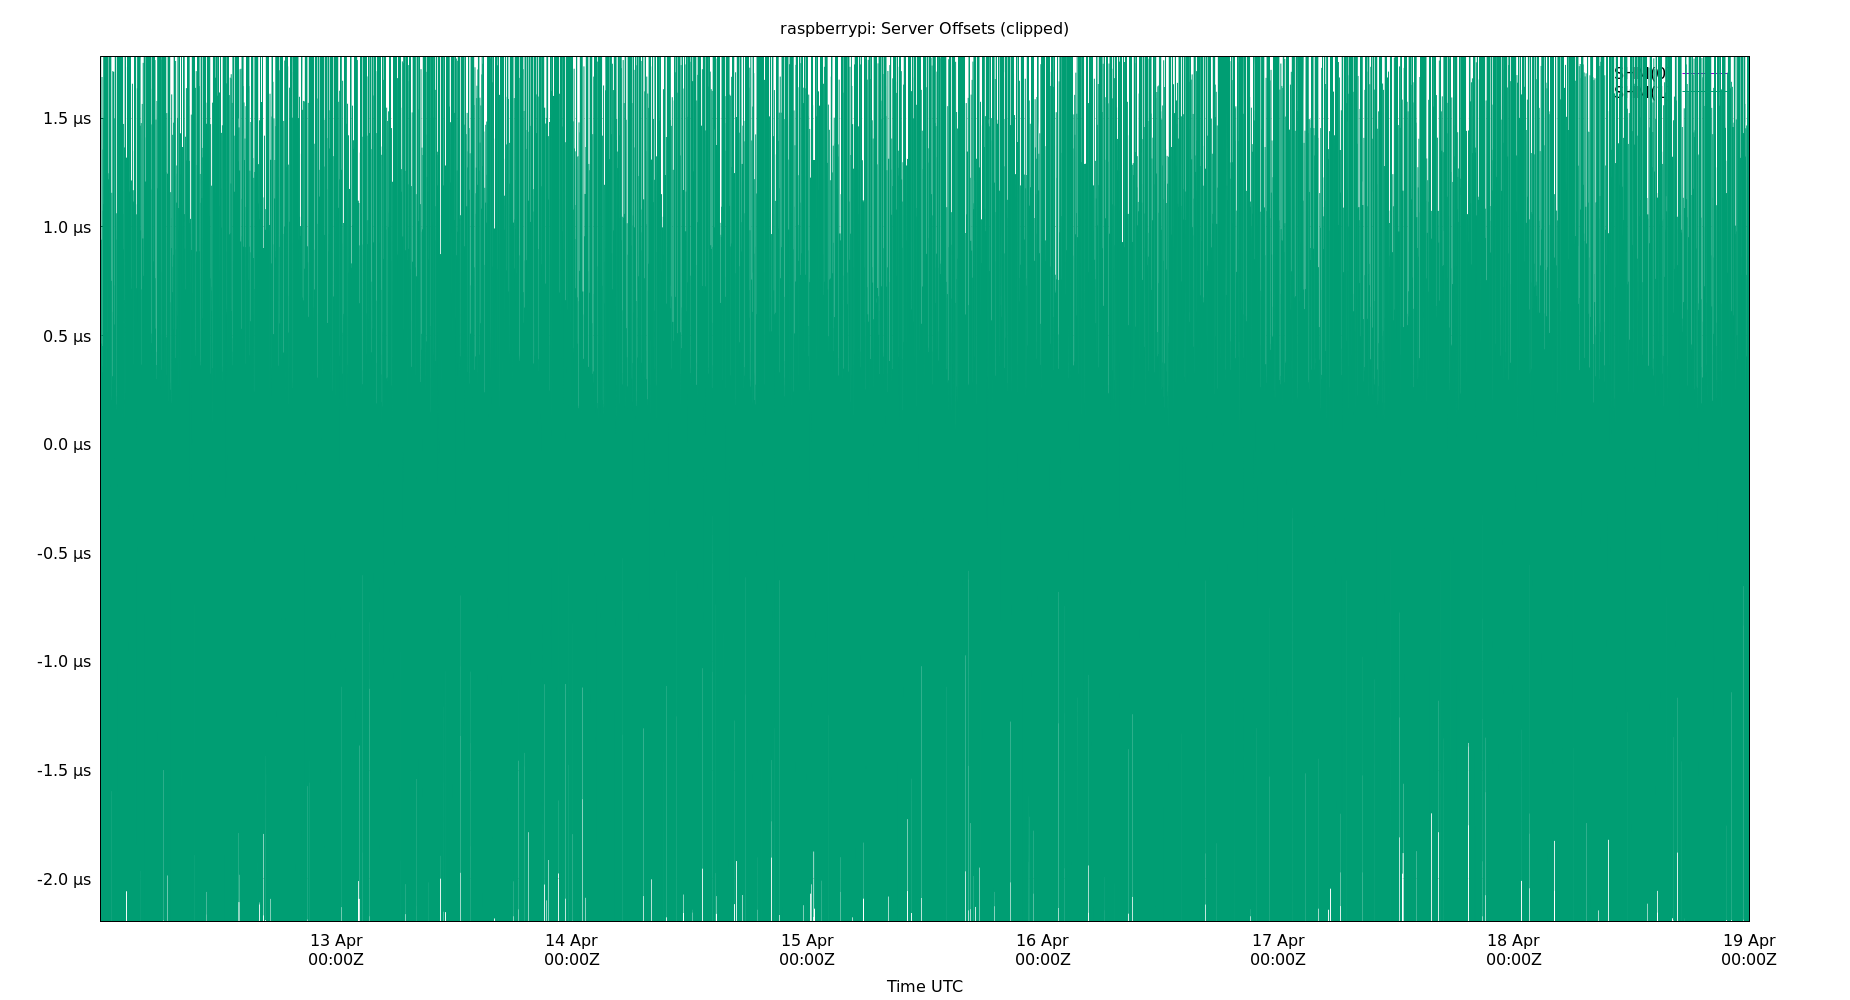 raspberrypi: Server Offsets (clipped)
1.5 µs
1.0 µs
0.5 µs
0.0 µs
-0.5 µs
-1.0 µs
-1.5 µs
-2.0 µs
13 Apr
00:00Z
14 Apr
00:00Z
15 Apr
00:00Z
16 Apr
00:00Z
17 Apr
00:00Z
18 Apr
00:00Z
19 Apr
00:00Z
Time UTC